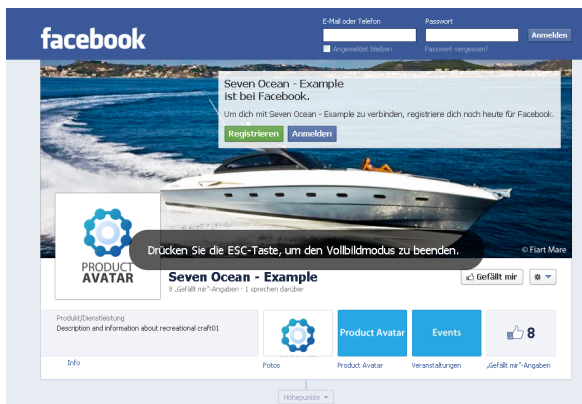 facebook
E-Mail oder Telefon
Passwort
Anmelden
Angemeldet bleiben
Passwort vergessen?
Seven Ocean - Example
ist bei Facebook.
Um dich mit Seven Ocean - Example zu verbinden, registriere dich noch heute für Facebook.
Registrieren
Anmelden
© Fiart Mare
Drücken Sie die ESC-Taste, um den Vollbildmodus zu beenden.
PRODUCT
AVATAR
Seven Ocean - Example
8 „Gefällt mir“-Angaben · 1 sprechen darüber
Gefällt mir
Produkt/Dienstleistung
Description and information about recreational craft01
Info
Product Avatar
Events
8
Fotos
Product Avatar
Veranstaltungen
„Gefällt mir“-Angaben
Höhepunkte